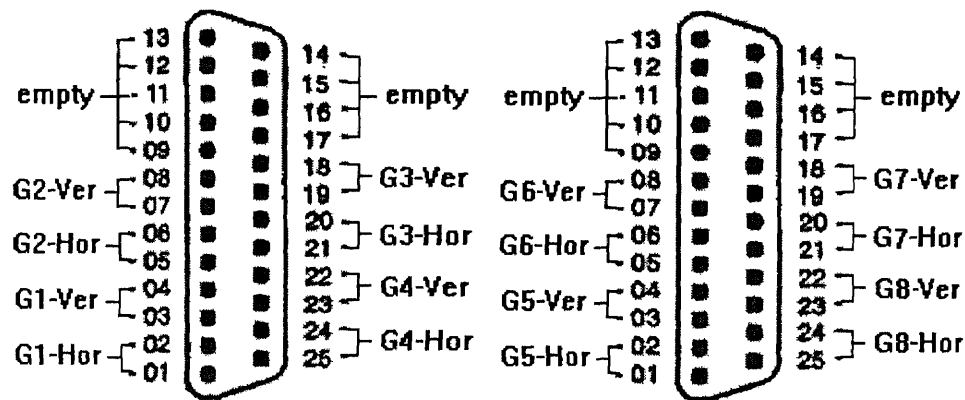 13 13
12 14 12 14
empty 11 15 empty empty 11 15 empty
10 16 10 16
09 17 09 17
G2-Ver 08 18 G3-Ver G6-Ver 08 18 G7-Ver
07 19 07 19
G2-Hor 06 20 G3-Hor G6-Hor 06 20 G7-Hor
05 21 05 21
G1-Ver 04 22 G4-Ver G5-Ver 04 22 G8-Ver
03 23 03 23
G1-Hor 02 24 G4-Hor G5-Hor 02 24 G8-Hor
01 25 01 25